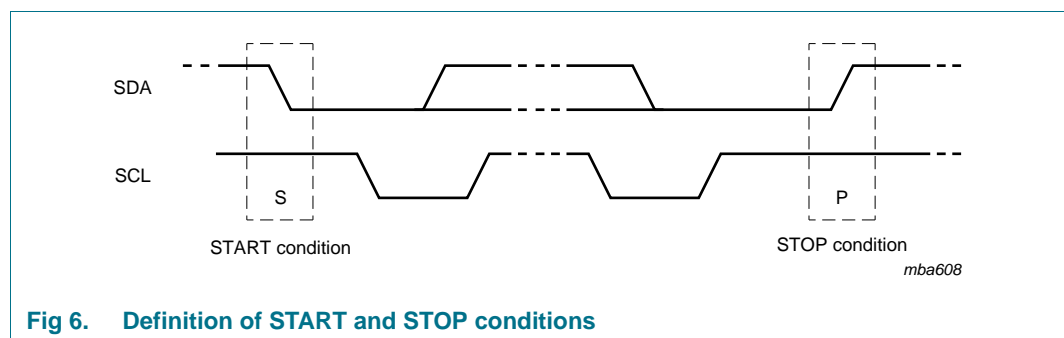 SDA
SCL
S
P
START condition
STOP condition
mba608
Fig 6. Definition of START and STOP conditions